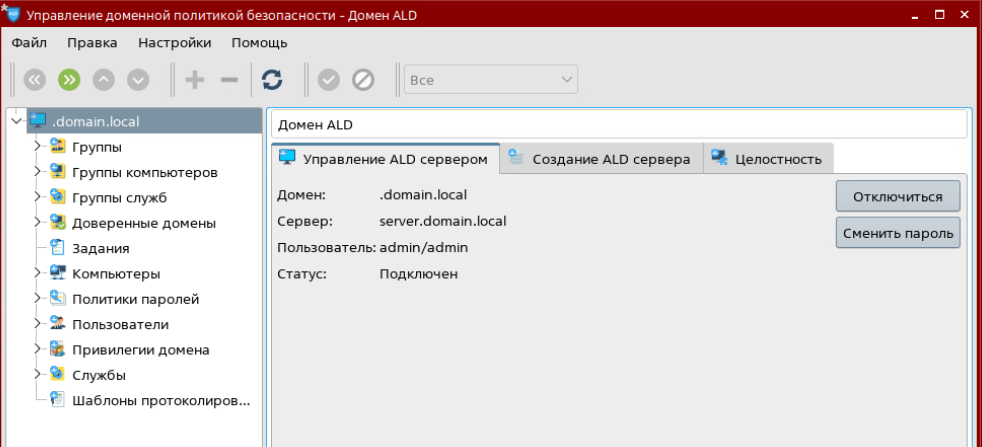 Управление доменной политикой безопасности - Домен ALD
Файл Правка Настройки Помощь
Все
.domain.local
Группы
Группы компьютеров
Группы служб
Доверенные домены
Задания
Компьютеры
Политики паролей
Пользователи
Привилегии домена
Службы
Шаблоны протоколиров...
Домен ALD
Управление ALD сервером Создание ALD сервера Целостность
Домен: .domain.local
Сервер: server.domain.local
Пользователь: admin/admin
Статус: Подключен
Отключиться
Сменить пароль